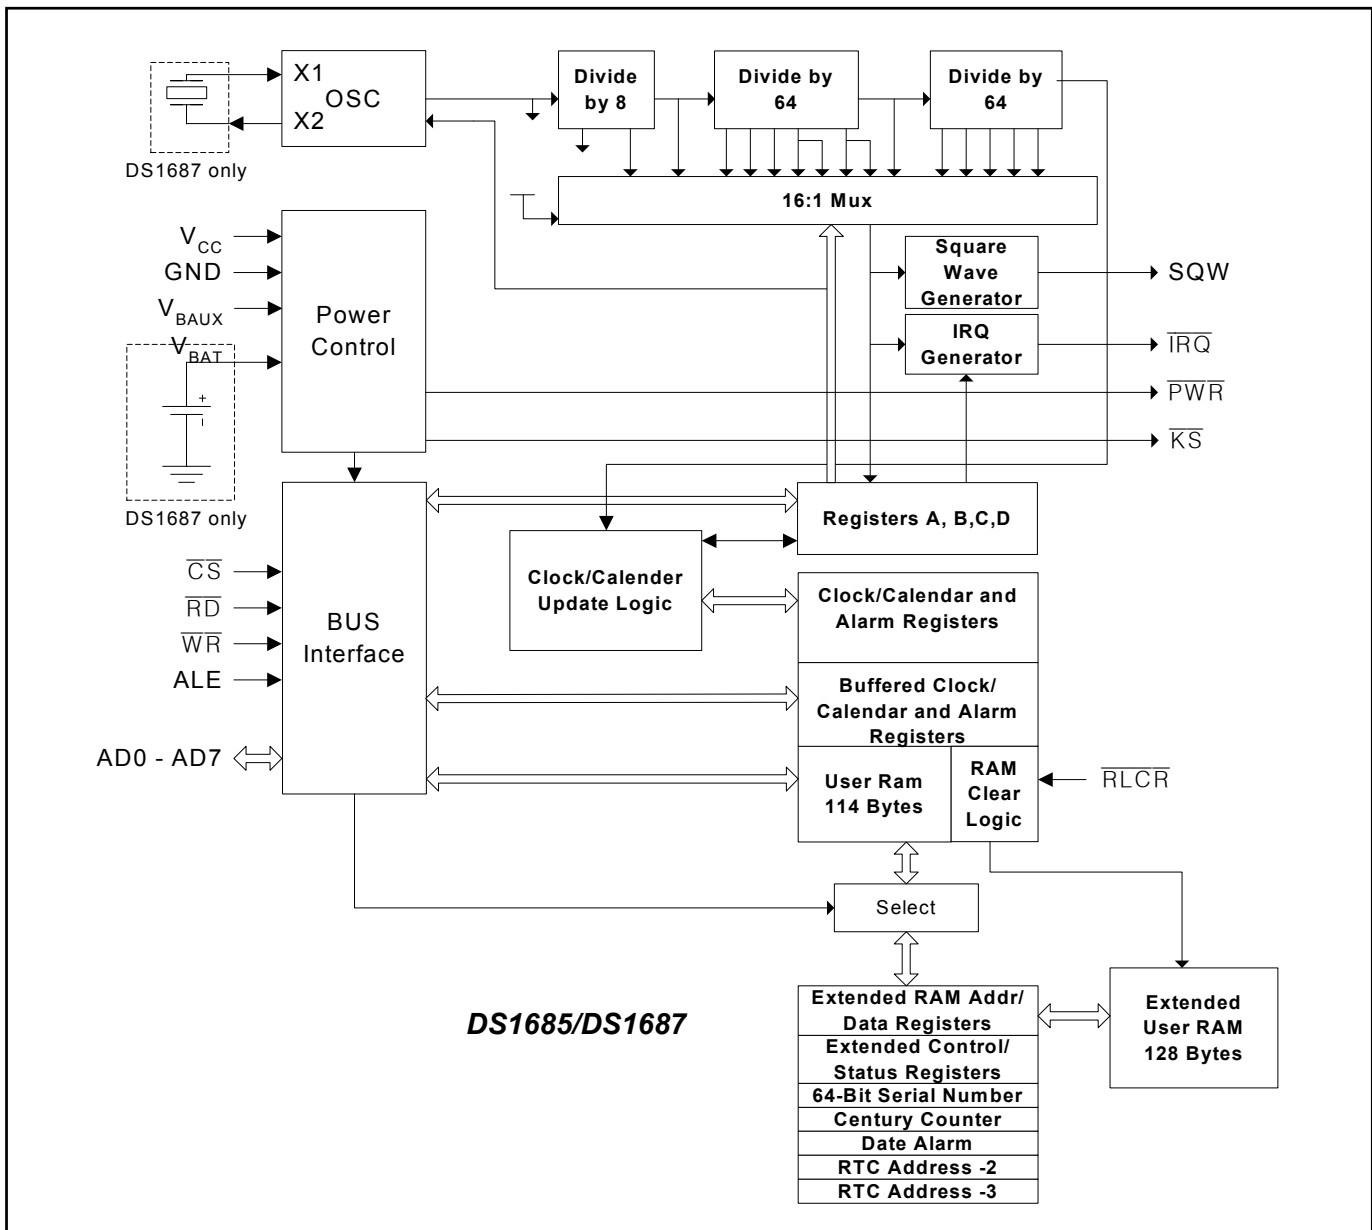 X1
OSC
X2
DS1687 only
Divide
by 8
Divide by
64
Divide by
64
16:1 Mux
VCC
GND
VBAUX
VBAT
Power
Control
+
-
DS1687 only
Square
Wave
Generator
IRQ
Generator
SQW
IRQ
PWR
KS
Registers A, B,C,D
Clock/Calender
Update Logic
CS
RD
WR
ALE
AD0 - AD7
BUS
Interface
Clock/Calendar and
Alarm Registers
Buffered Clock/
Calendar and Alarm
Registers
User Ram
114 Bytes
RAM
Clear
Logic
RLCR
Select
DS1685/DS1687
Extended RAM Addr/
Data Registers
Extended Control/
Status Registers
64-Bit Serial Number
Century Counter
Date Alarm
RTC Address -2
RTC Address -3
Extended
User RAM
128 Bytes